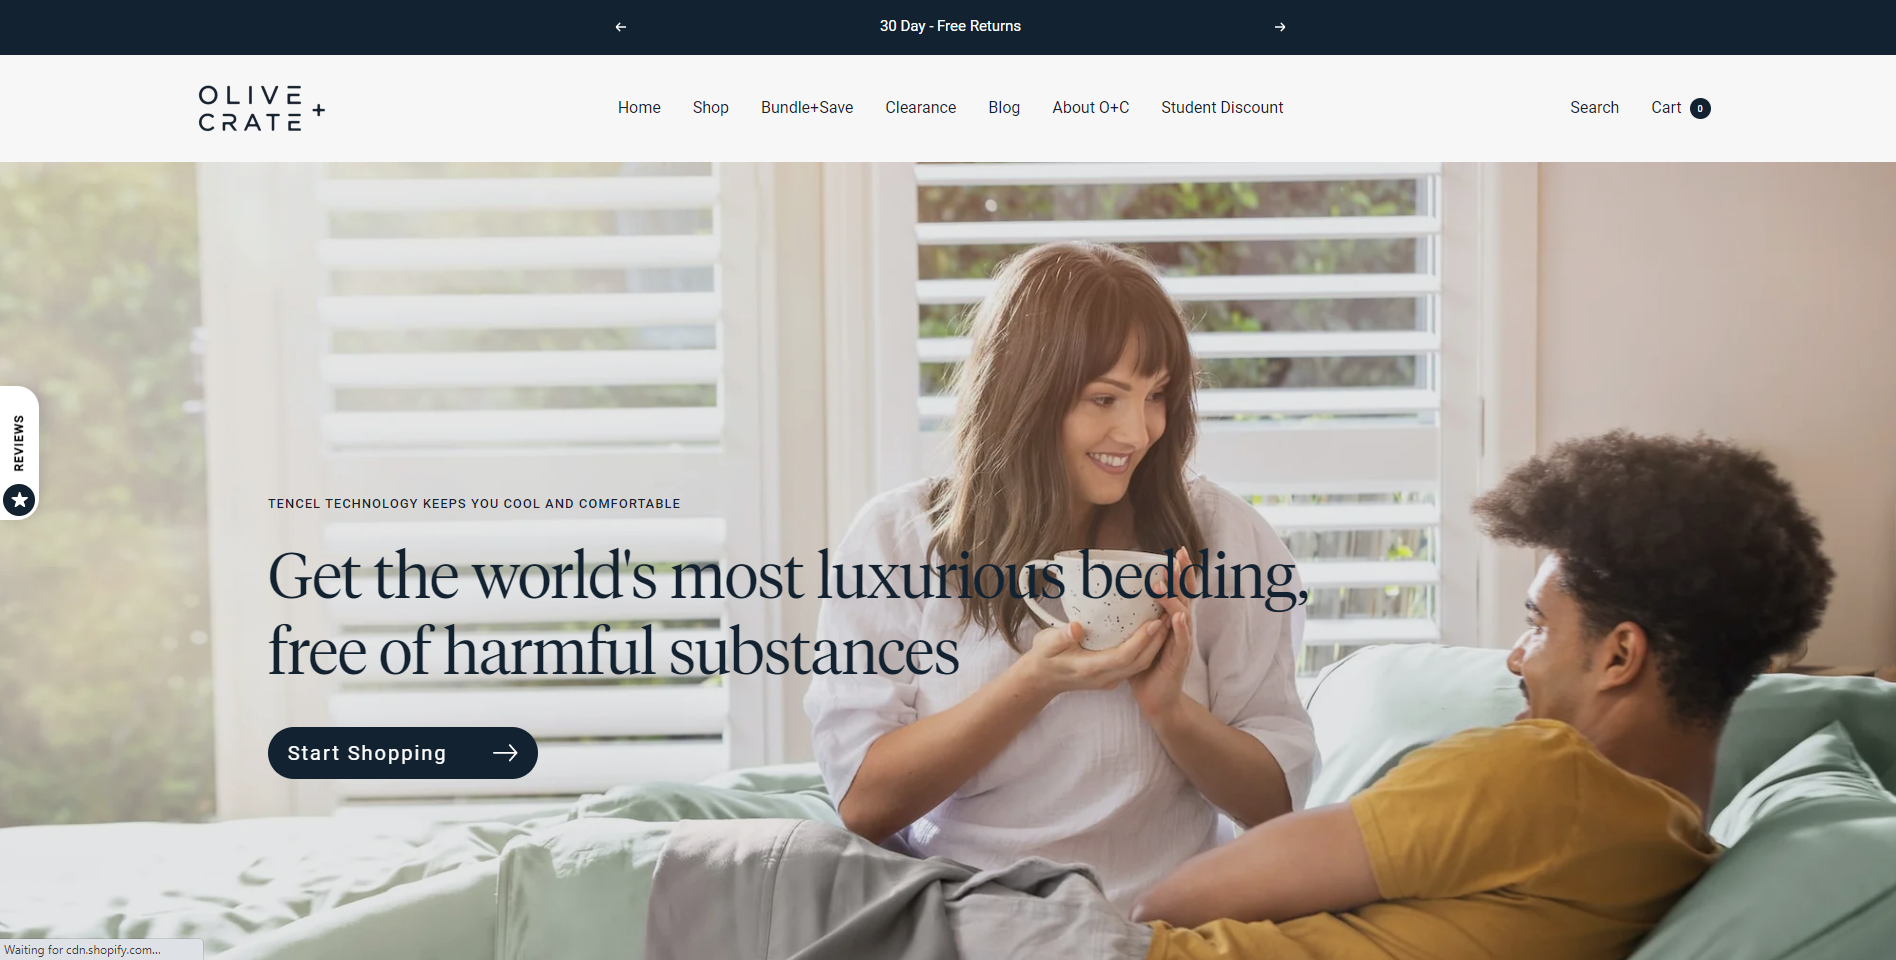 30 Day - Free Returns
OLIVE +
CRATE
Home Shop Bundle+Save Clearance Blog About O+C Student Discount
Search Cart 0
REVIEWS
TENCEL TECHNOLOGY KEEPS YOU COOL AND COMFORTABLE
Get the world's most luxurious bedding,
free of harmful substances
Start Shopping
Waiting for cdn.shopify.com...